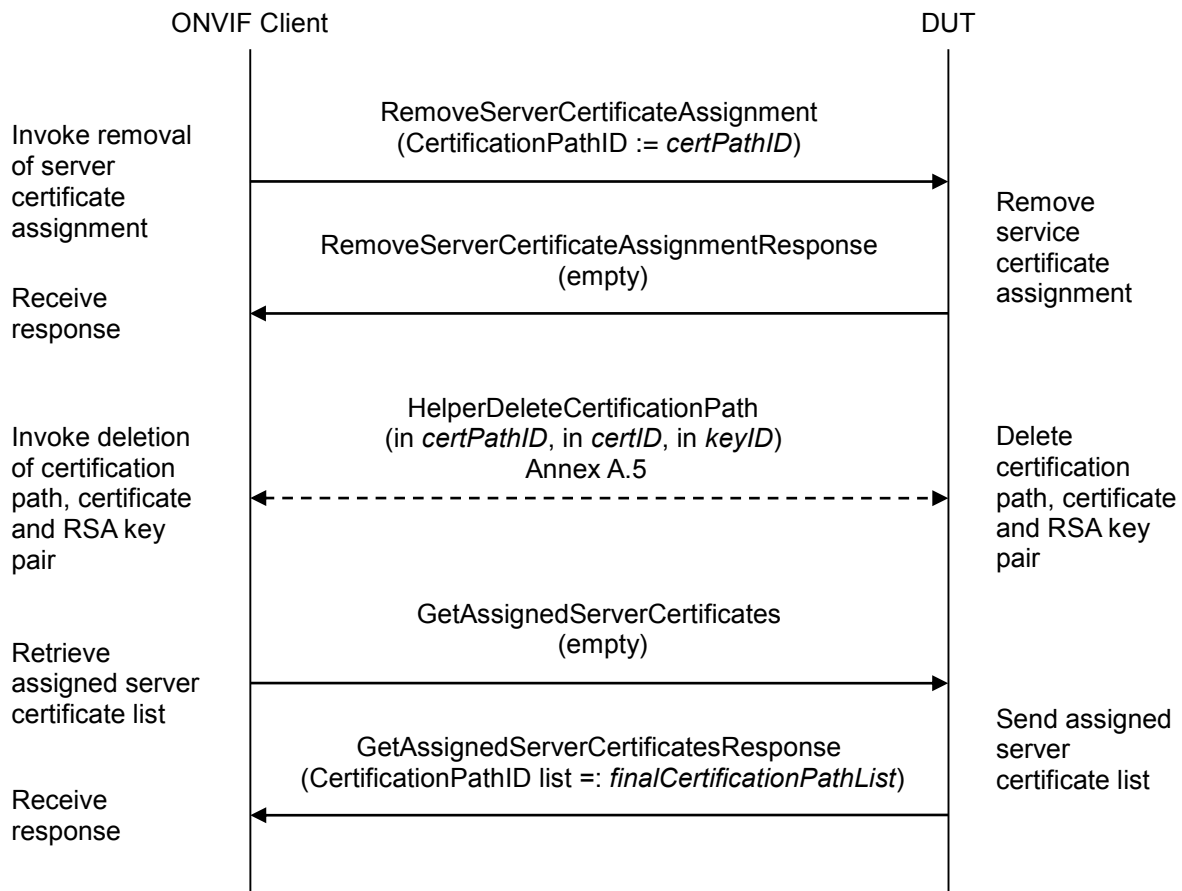 ONVIF Client
DUT
RemoveServerCertificateAssignment
(CertificationPathID := certPathID)
Invoke removal
of server
certificate
assignment
Remove
service
certificate
assignment
RemoveServerCertificateAssignmentResponse
(empty)
Receive
response
HelperDeleteCertificationPath
(in certPathID, in certID, in keyID)
Annex A.5
Invoke deletion
of certification
path, certificate
and RSA key
pair
Delete
certification
path, certificate
and RSA key
pair
GetAssignedServerCertificates
(empty)
Retrieve
assigned server
certificate list
Send assigned
server
certificate list
GetAssignedServerCertificatesResponse
(CertificationPathID list =: finalCertificationPathList)
Receive
response